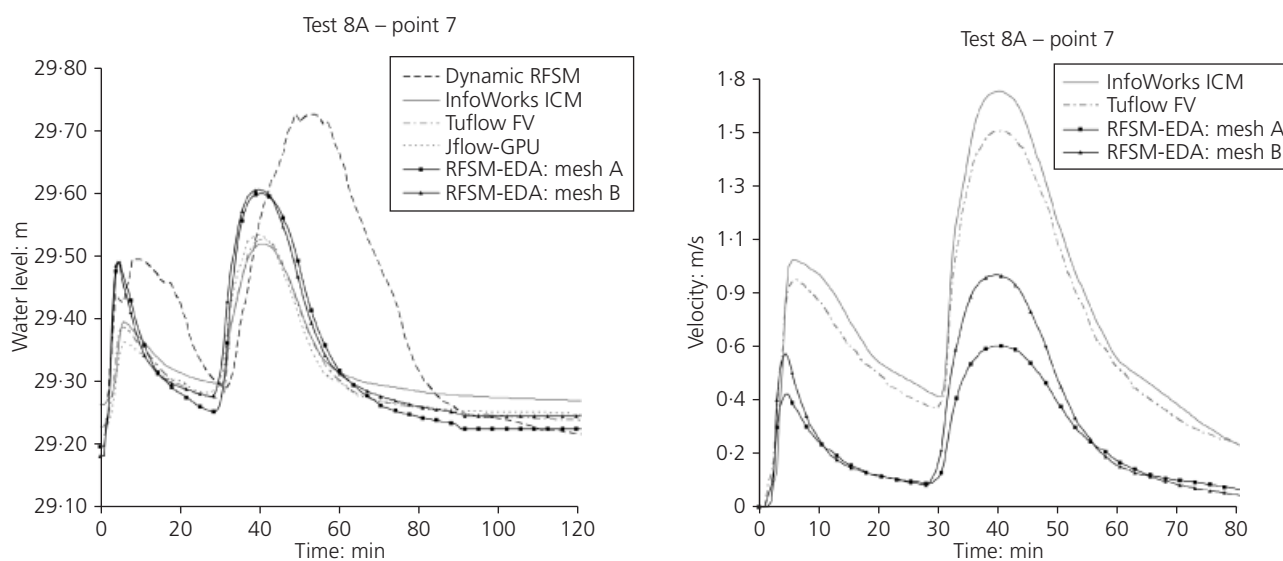 Test 8A – point 7
Dynamic RFSM
InfoWorks ICM
Tuflow FV
Jflow-GPU
RFSM-EDA: mesh A
RFSM-EDA: mesh B
Water level: m
29·80
29·70
29·60
29·50
29·40
29·30
29·20
29·10
0
20
40
60
80
100
120
Time: min
Test 8A – point 7
InfoWorks ICM
Tuflow FV
RFSM-EDA: mesh A
RFSM-EDA: mesh B
Velocity: m/s
1·8
1·5
1·3
1·1
0·9
0·6
0·4
0·2
0
0
10
20
30
40
50
60
70
80
Time: min